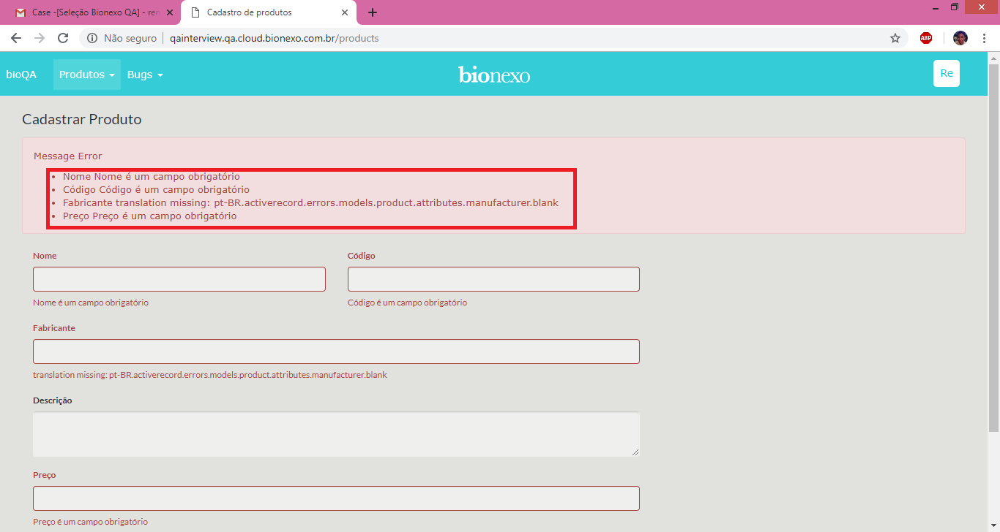 Case -[Seleção Bionexo QA] - ren
Cadastro de produtos
Não seguro
qainterview.qa.cloud.bionexo.com.br/products
ABP
bioQA
Produtos
Bugs
bionexo
Re
Cadastrar Produto
Message Error
Nome Nome é um campo obrigatório
Código Código é um campo obrigatório
Fabricante translation missing: pt-BR.activerecord.errors.models.product.attributes.manufacturer.blank
Preço Preço é um campo obrigatório
Nome
Código
Nome é um campo obrigatório
Código é um campo obrigatório
Fabricante
translation missing: pt-BR.activerecord.errors.models.product.attributes.manufacturer.blank
Descrição
Preço
Preço é um campo obrigatório